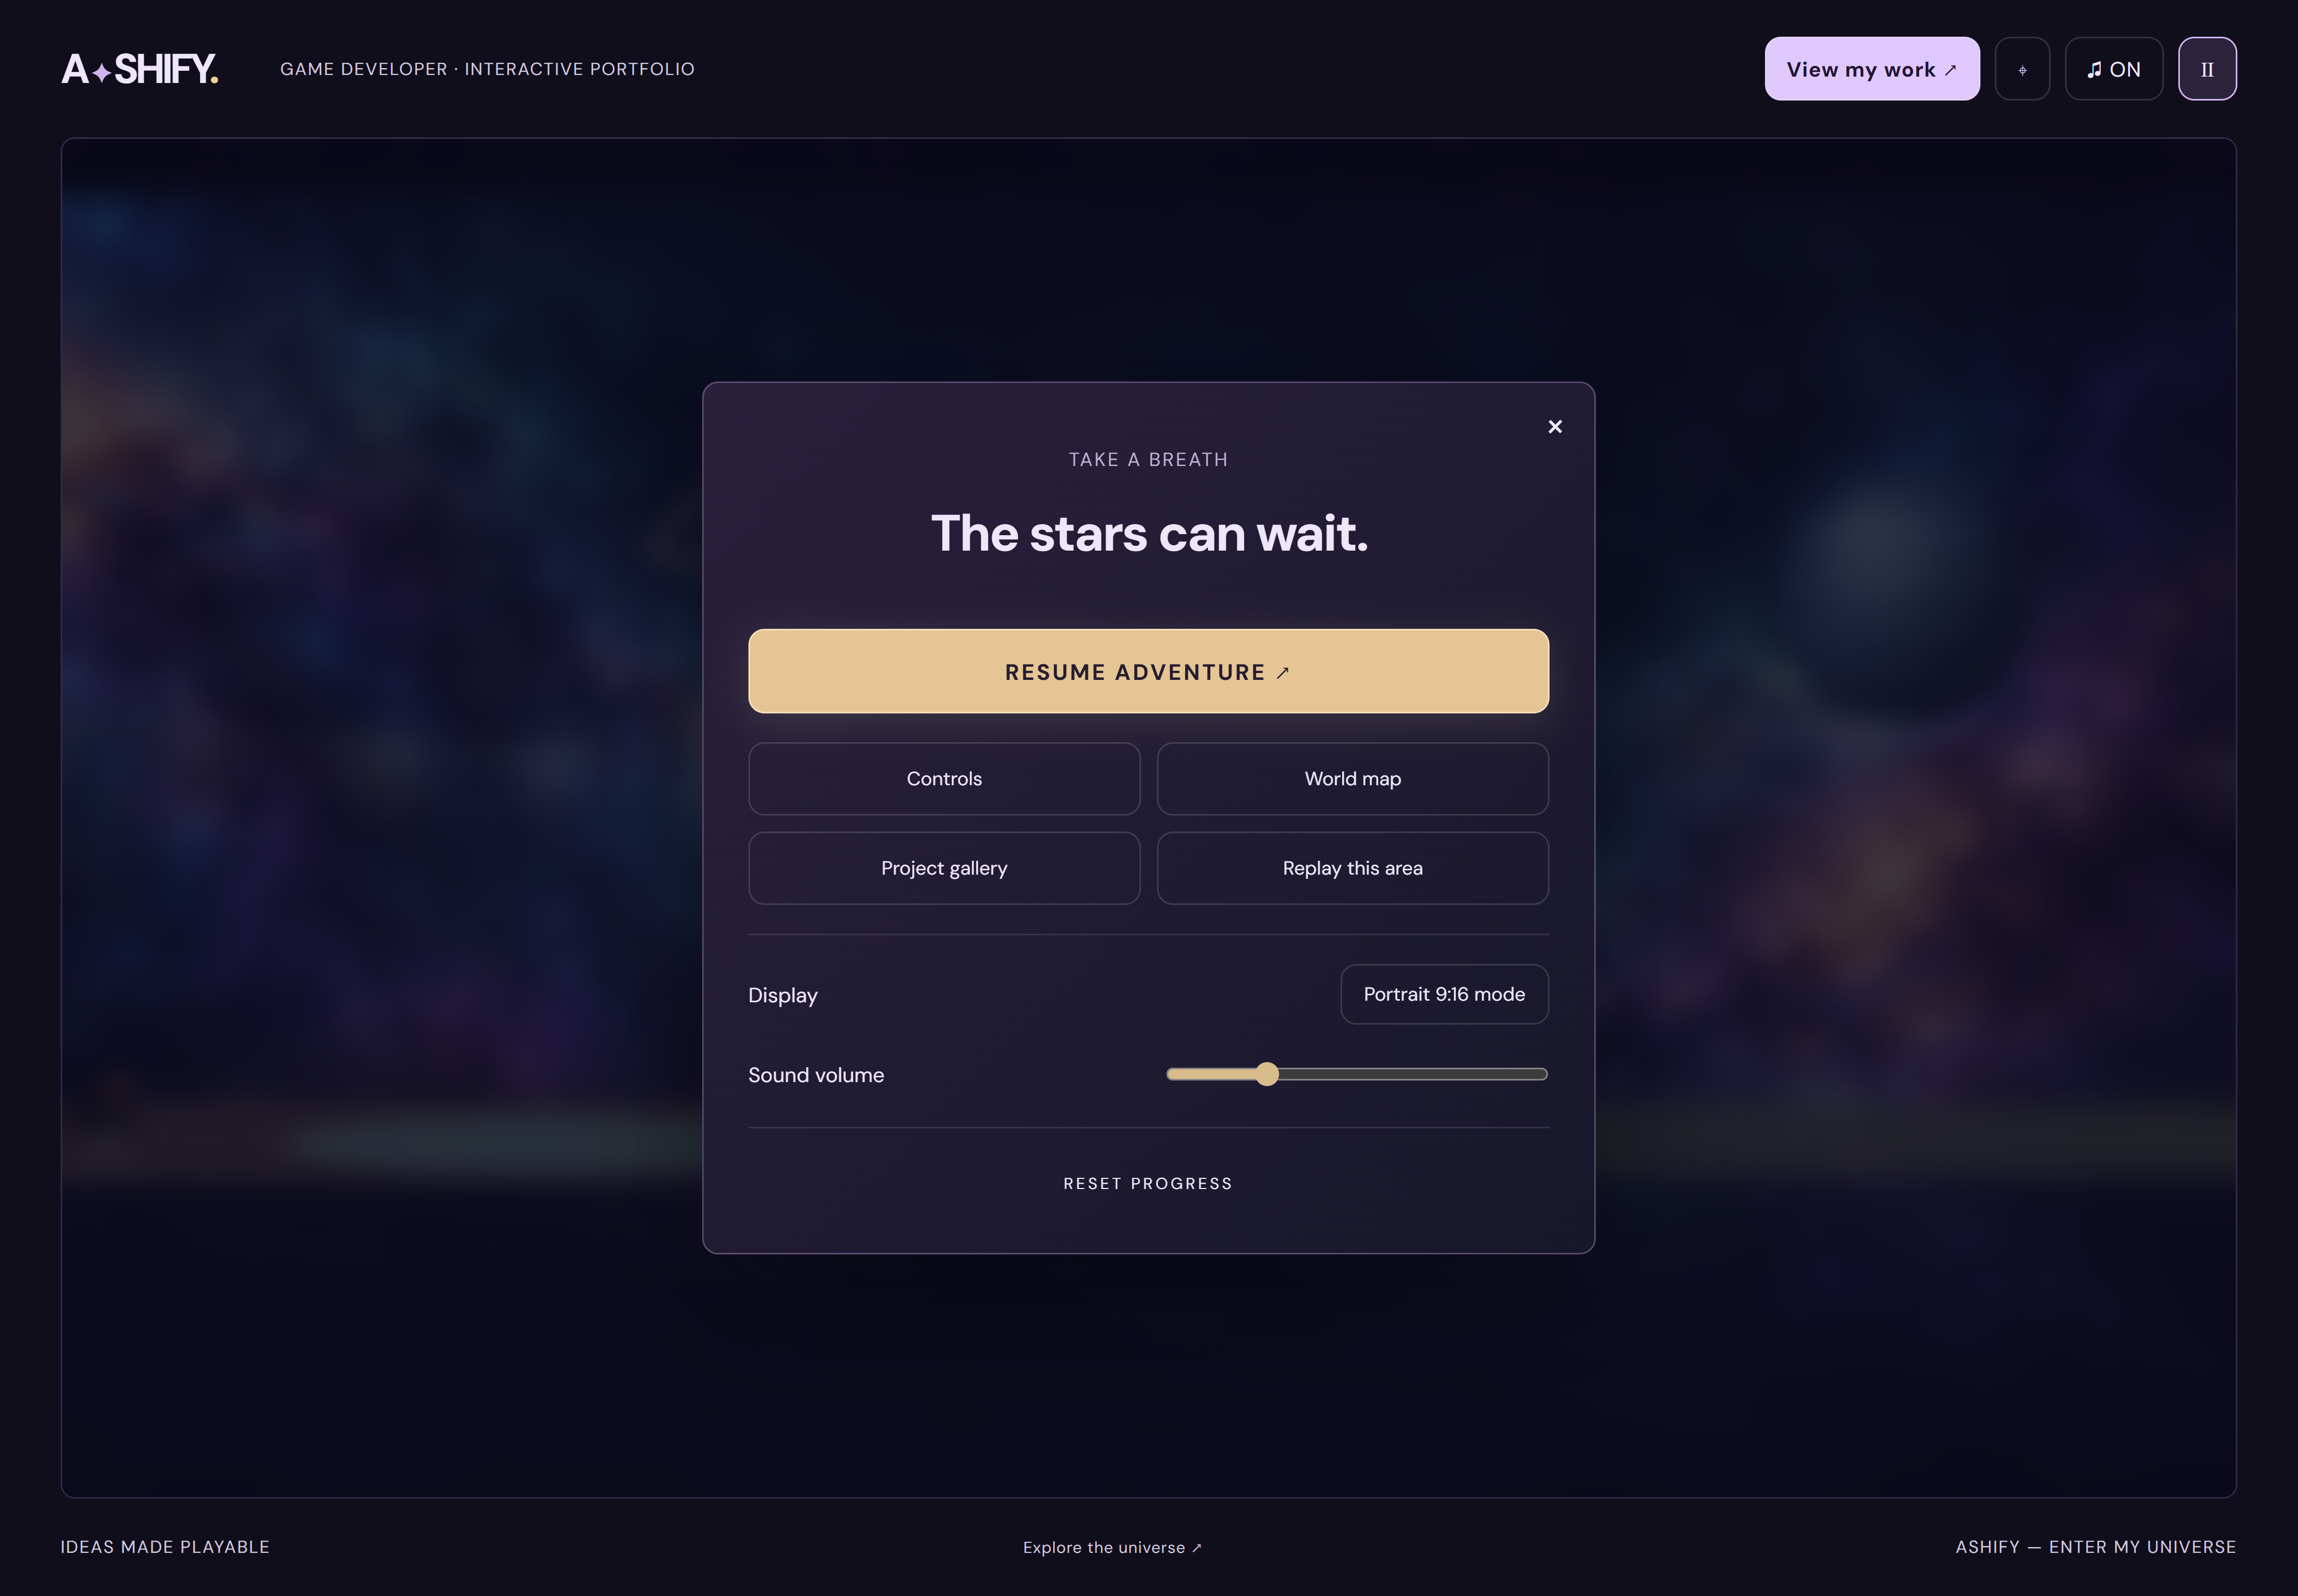 A✦SHIFY.
GAME DEVELOPER · INTERACTIVE PORTFOLIO
View my work ↗
⌖
♫ ON
II
×
TAKE A BREATH
The stars can wait.
RESUME ADVENTURE ↗
Controls
World map
Project gallery
Replay this area
Display
Portrait 9:16 mode
Sound volume
RESET PROGRESS
IDEAS MADE PLAYABLE
Explore the universe ↗
ASHIFY — ENTER MY UNIVERSE